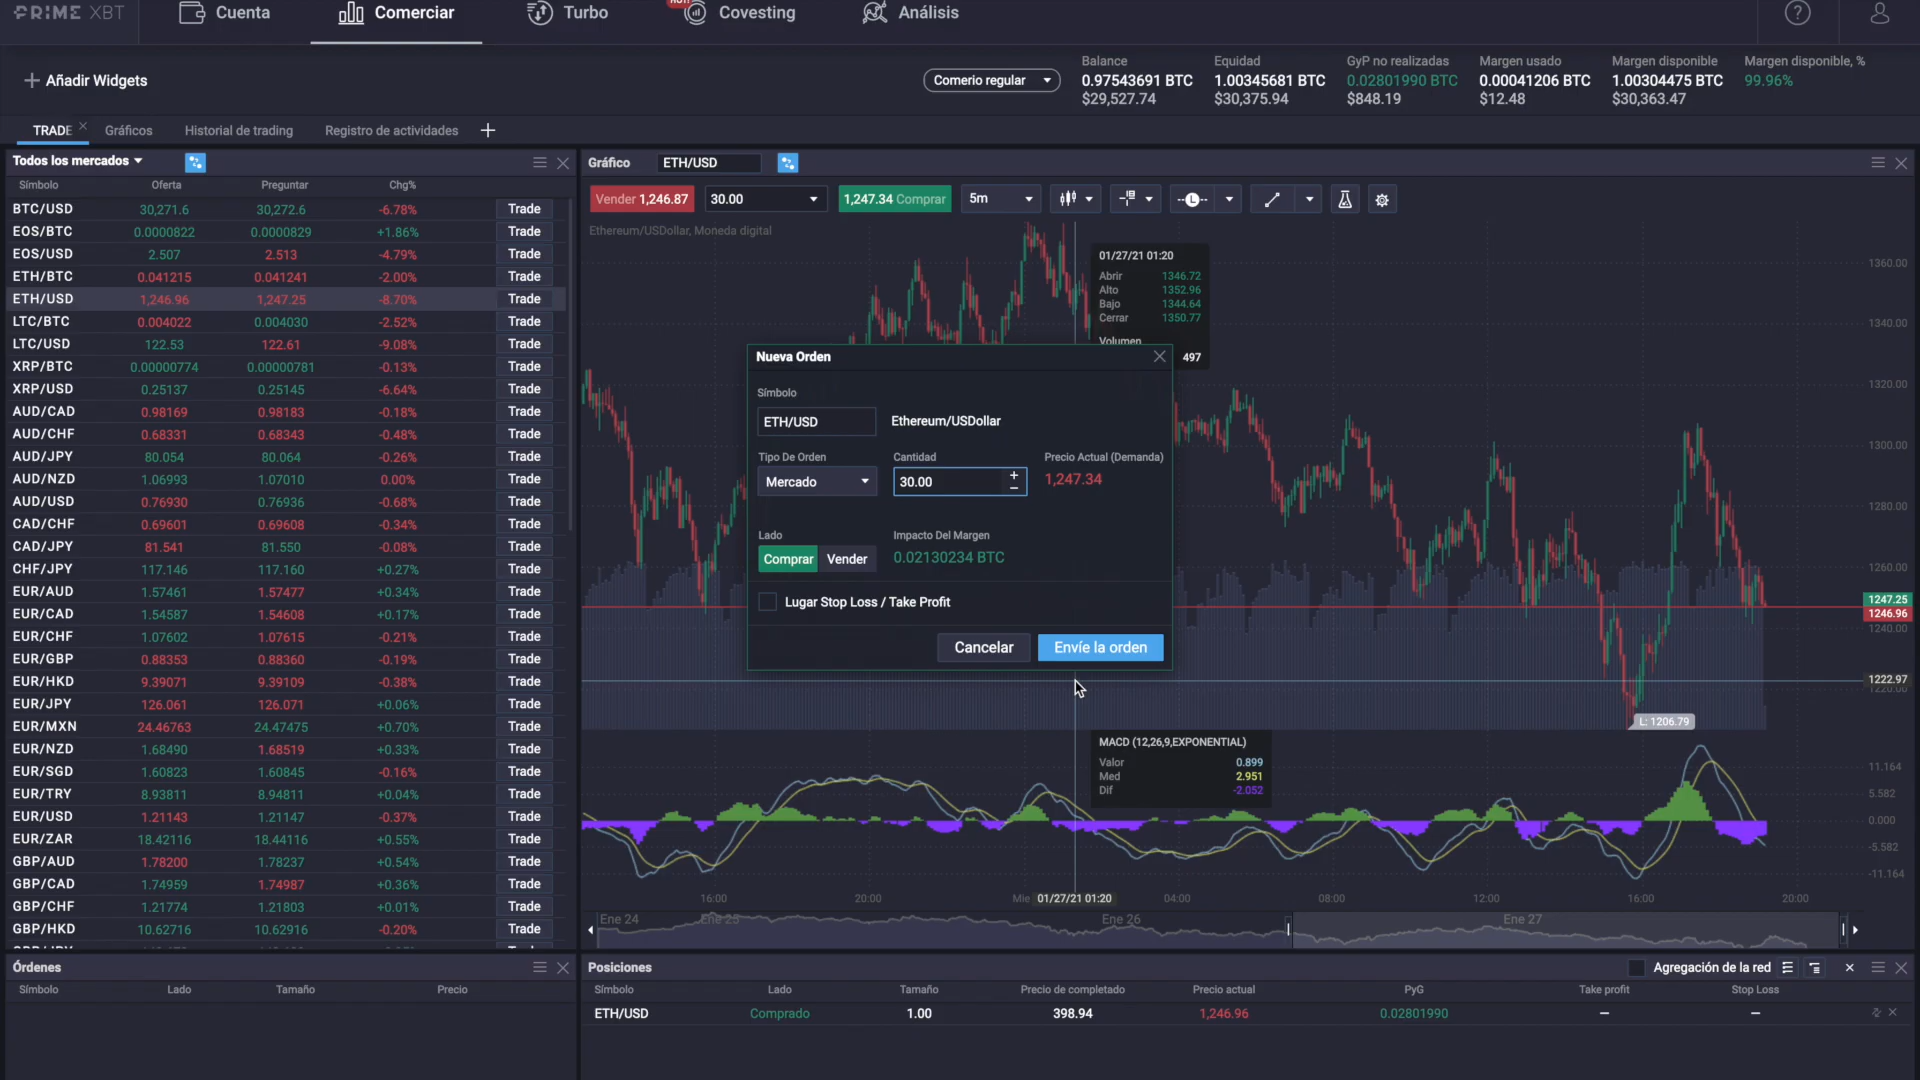 PRIME XBT
Cuenta
Comerciar
Turbo
HOT
Covesting
Análisis
?
Añadir Widgets
Comerio regular
Balance
0.97543691 BTC
$29,527.74
Equidad
1.00345681 BTC
$30,375.94
GyP no realizadas
0.02801990 BTC
$848.19
Margen usado
0.00041206 BTC
$12.48
Margen disponible
1.00304475 BTC
$30,363.47
Margen disponible, %
99.96%
TRADE
Gráficos
Historial de trading
Registro de actividades
Todos los mercados
Símbolo Oferta Preguntar Chg%
BTC/USD 30,271.6 30,272.6 -6.78% Trade
EOS/BTC 0.0000822 0.0000829 +1.86% Trade
EOS/USD 2.507 2.513 -4.79% Trade
ETH/BTC 0.041215 0.041241 -2.00% Trade
ETH/USD 1,246.96 1,247.25 -8.70% Trade
LTC/BTC 0.004022 0.004030 -2.52% Trade
LTC/USD 122.53 122.61 -9.08% Trade
XRP/BTC 0.00000774 0.00000781 -0.13% Trade
XRP/USD 0.25137 0.25145 -6.64% Trade
AUD/CAD 0.98169 0.98183 -0.18% Trade
AUD/CHF 0.68331 0.68343 -0.48% Trade
AUD/JPY 80.054 80.064 -0.26% Trade
AUD/NZD 1.06993 1.07010 0.00% Trade
AUD/USD 0.76930 0.76936 -0.68% Trade
CAD/CHF 0.69601 0.69608 -0.34% Trade
CAD/JPY 81.541 81.550 -0.08% Trade
CHF/JPY 117.146 117.160 +0.27% Trade
EUR/AUD 1.57461 1.57477 +0.34% Trade
EUR/CAD 1.54587 1.54608 +0.17% Trade
EUR/CHF 1.07602 1.07615 -0.21% Trade
EUR/GBP 0.88353 0.88360 -0.19% Trade
EUR/HKD 9.39071 9.39109 -0.38% Trade
EUR/JPY 126.061 126.071 +0.06% Trade
EUR/MXN 24.46763 24.47475 +0.70% Trade
EUR/NZD 1.68490 1.68519 +0.33% Trade
EUR/SGD 1.60823 1.60845 -0.16% Trade
EUR/TRY 8.93811 8.94811 +0.04% Trade
EUR/USD 1.21143 1.21147 -0.37% Trade
EUR/ZAR 18.42116 18.44116 +0.55% Trade
GBP/AUD 1.78200 1.78237 +0.54% Trade
GBP/CAD 1.74959 1.74987 +0.36% Trade
GBP/CHF 1.21774 1.21803 +0.01% Trade
GBP/HKD 10.62716 10.62916 -0.20% Trade
Gráfico ETH/USD
Vender 1,246.87 30.00 1,247.34 Comprar 5m
L
Ethereum/USDollar, Moneda digital
01/27/21 01:20
Abrir 1346.72
Alto 1352.96
Bajo 1344.64
Cerrar 1350.77
Volumen
497
1360.00
1340.00
1320.00
1300.00
1280.00
1260.00
1247.25
1246.96
1240.00
1222.97
1220.00
L: 1206.79
Nueva Orden
Símbolo
ETH/USD Ethereum/USDollar
Tipo De Orden Cantidad Precio Actual (Demanda)
Mercado 30.00 1,247.34
Lado Impacto Del Margen
Comprar Vender 0.02130234 BTC
Lugar Stop Loss / Take Profit
Cancelar Envíe la orden
MACD (12,26,9,EXPONENTIAL)
Valor 0.899
Med 2.951
Dif -2.052
11.164
5.582
0.000
-5.582
-11.164
16:00 20:00 Mie 01/27/21 01:20 04:00 08:00 12:00 16:00 20:00
Ene 24 Ene 25 Ene 26 Ene 27
Órdenes
Símbolo Lado Tamaño Precio
Posiciones
Agregación de la red
Símbolo Lado Tamaño Precio de completado Precio actual PyG Take profit Stop Loss
ETH/USD Comprado 1.00 398.94 1,246.96 0.02801990 – –